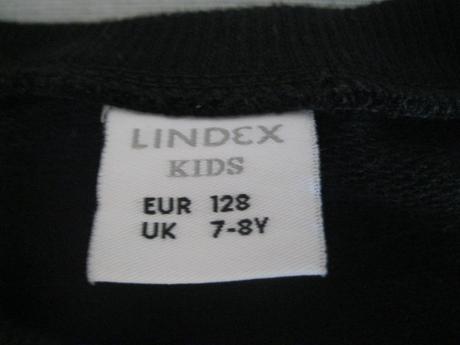 LINDEX
KIDS
EUR 128
UK 7-8Y